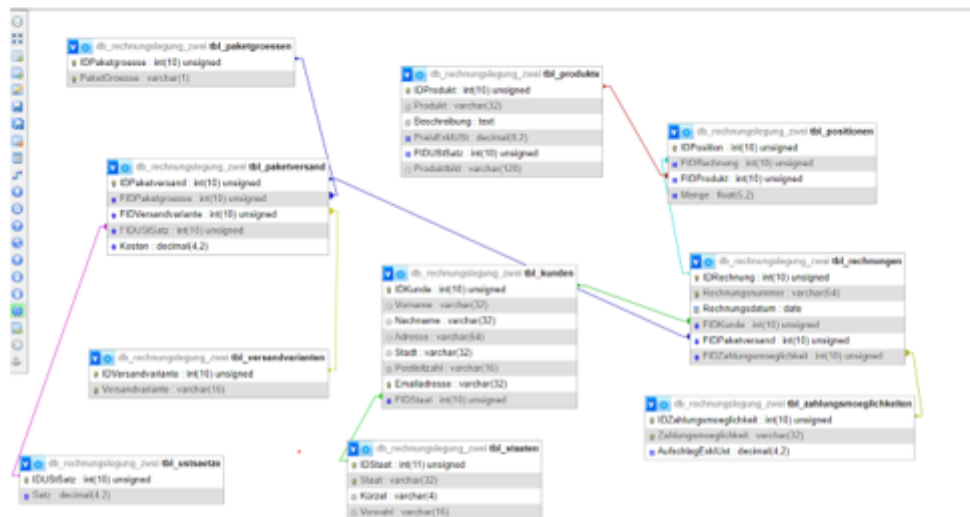 db_rechnungslegung_zwei tbl_paketgroessen
IDPaketgroesse : int(10) unsigned
PaketGroesse : varchar(1)
db_rechnungslegung_zwei tbl_produkte
IDProdukt : int(10) unsigned
Produkt : varchar(32)
Beschreibung : text
PreisExklUSt : decimal(8,2)
FIDUStSatz : int(10) unsigned
Produktbild : varchar(128)
db_rechnungslegung_zwei tbl_positionen
IDPosition : int(10) unsigned
FIDRechnung : int(10) unsigned
FIDProdukt : int(10) unsigned
Menge : float(5,2)
db_rechnungslegung_zwei tbl_paketversand
IDPaketversand : int(10) unsigned
FIDPaketgroesse : int(10) unsigned
FIDVersandvariante : int(10) unsigned
FIDUStSatz : int(10) unsigned
Kosten : decimal(4,2)
db_rechnungslegung_zwei tbl_rechnungen
IDRechnung : int(10) unsigned
Rechnungsnummer : varchar(64)
Rechnungsdatum : date
FIDKunde : int(10) unsigned
FIDPaketversand : int(10) unsigned
FIDZahlungsmoeglichkeit : int(10) unsigned
db_rechnungslegung_zwei tbl_kunden
IDKunde : int(10) unsigned
Vorname : varchar(32)
Nachname : varchar(32)
Adresse : varchar(64)
Stadt : varchar(32)
Postleitzahl : varchar(16)
Emailadresse : varchar(32)
FIDStaat : int(10) unsigned
db_rechnungslegung_zwei tbl_versandvarianten
IDVersandvariante : int(10) unsigned
Versandvariante : varchar(16)
db_rechnungslegung_zwei tbl_zahlungsmoeglichkeiten
IDZahlungsmoeglichkeit : int(10) unsigned
Zahlungsmoeglichkeit : varchar(32)
AufschlagExklUst : decimal(4,2)
db_rechnungslegung_zwei tbl_ustsaetze
IDUStSatz : int(10) unsigned
Satz : decimal(4,2)
db_rechnungslegung_zwei tbl_staaten
IDStaat : int(11) unsigned
Staat : varchar(32)
Kürzel : varchar(4)
Vorwahl : varchar(16)